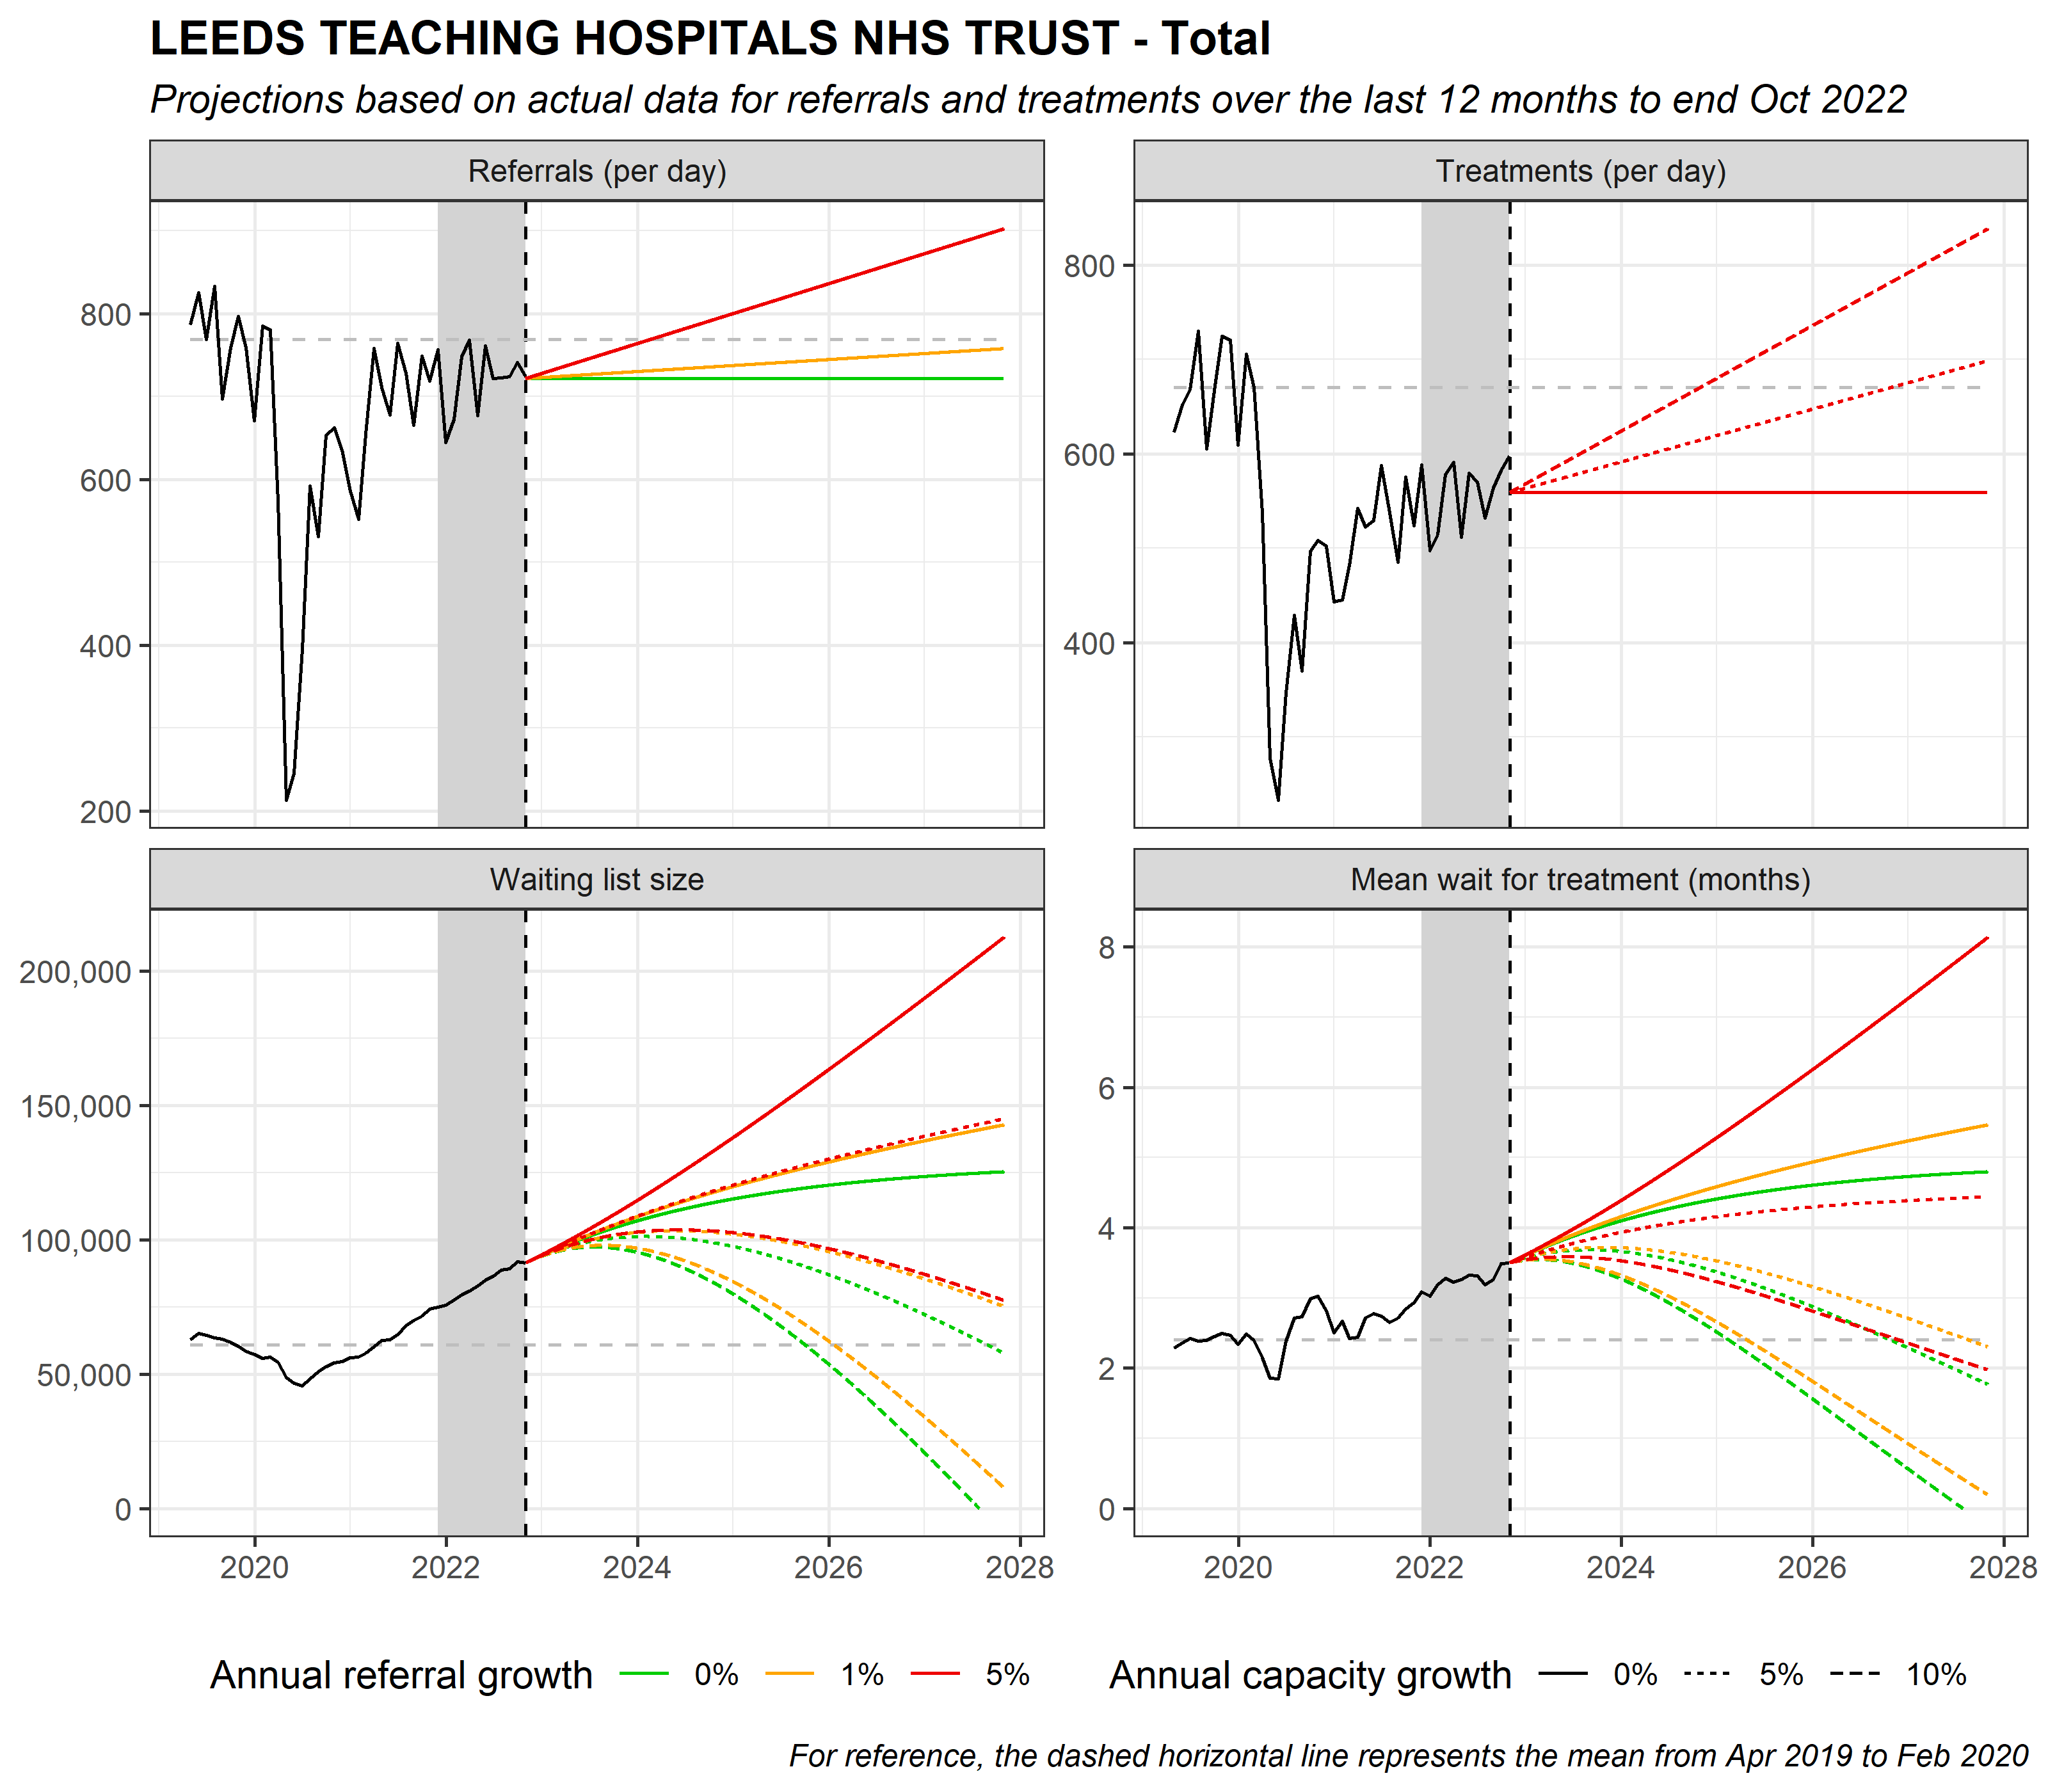 LEEDS TEACHING HOSPITALS NHS TRUST - Total
Projections based on actual data for referrals and treatments over the last 12 months to end Oct 2022
Referrals (per day)
800
600
400
200
Treatments (per day)
800
600
400
Waiting list size
200,000
150,000
100,000
50,000
0
2020 2022 2024 2026 2028
Mean wait for treatment (months)
8
6
4
2
0
2020 2022 2024 2026 2028
Annual referral growth 0% 1% 5%
Annual capacity growth 0% 5% 10%
For reference, the dashed horizontal line represents the mean from Apr 2019 to Feb 2020